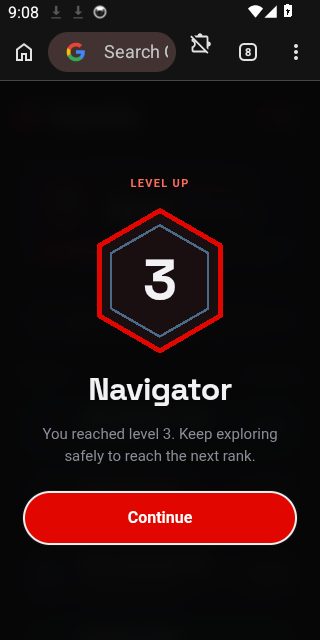 9:08
Search
8
LEVEL UP
3
Navigator
You reached level 3. Keep exploring
safely to reach the next rank.
Continue